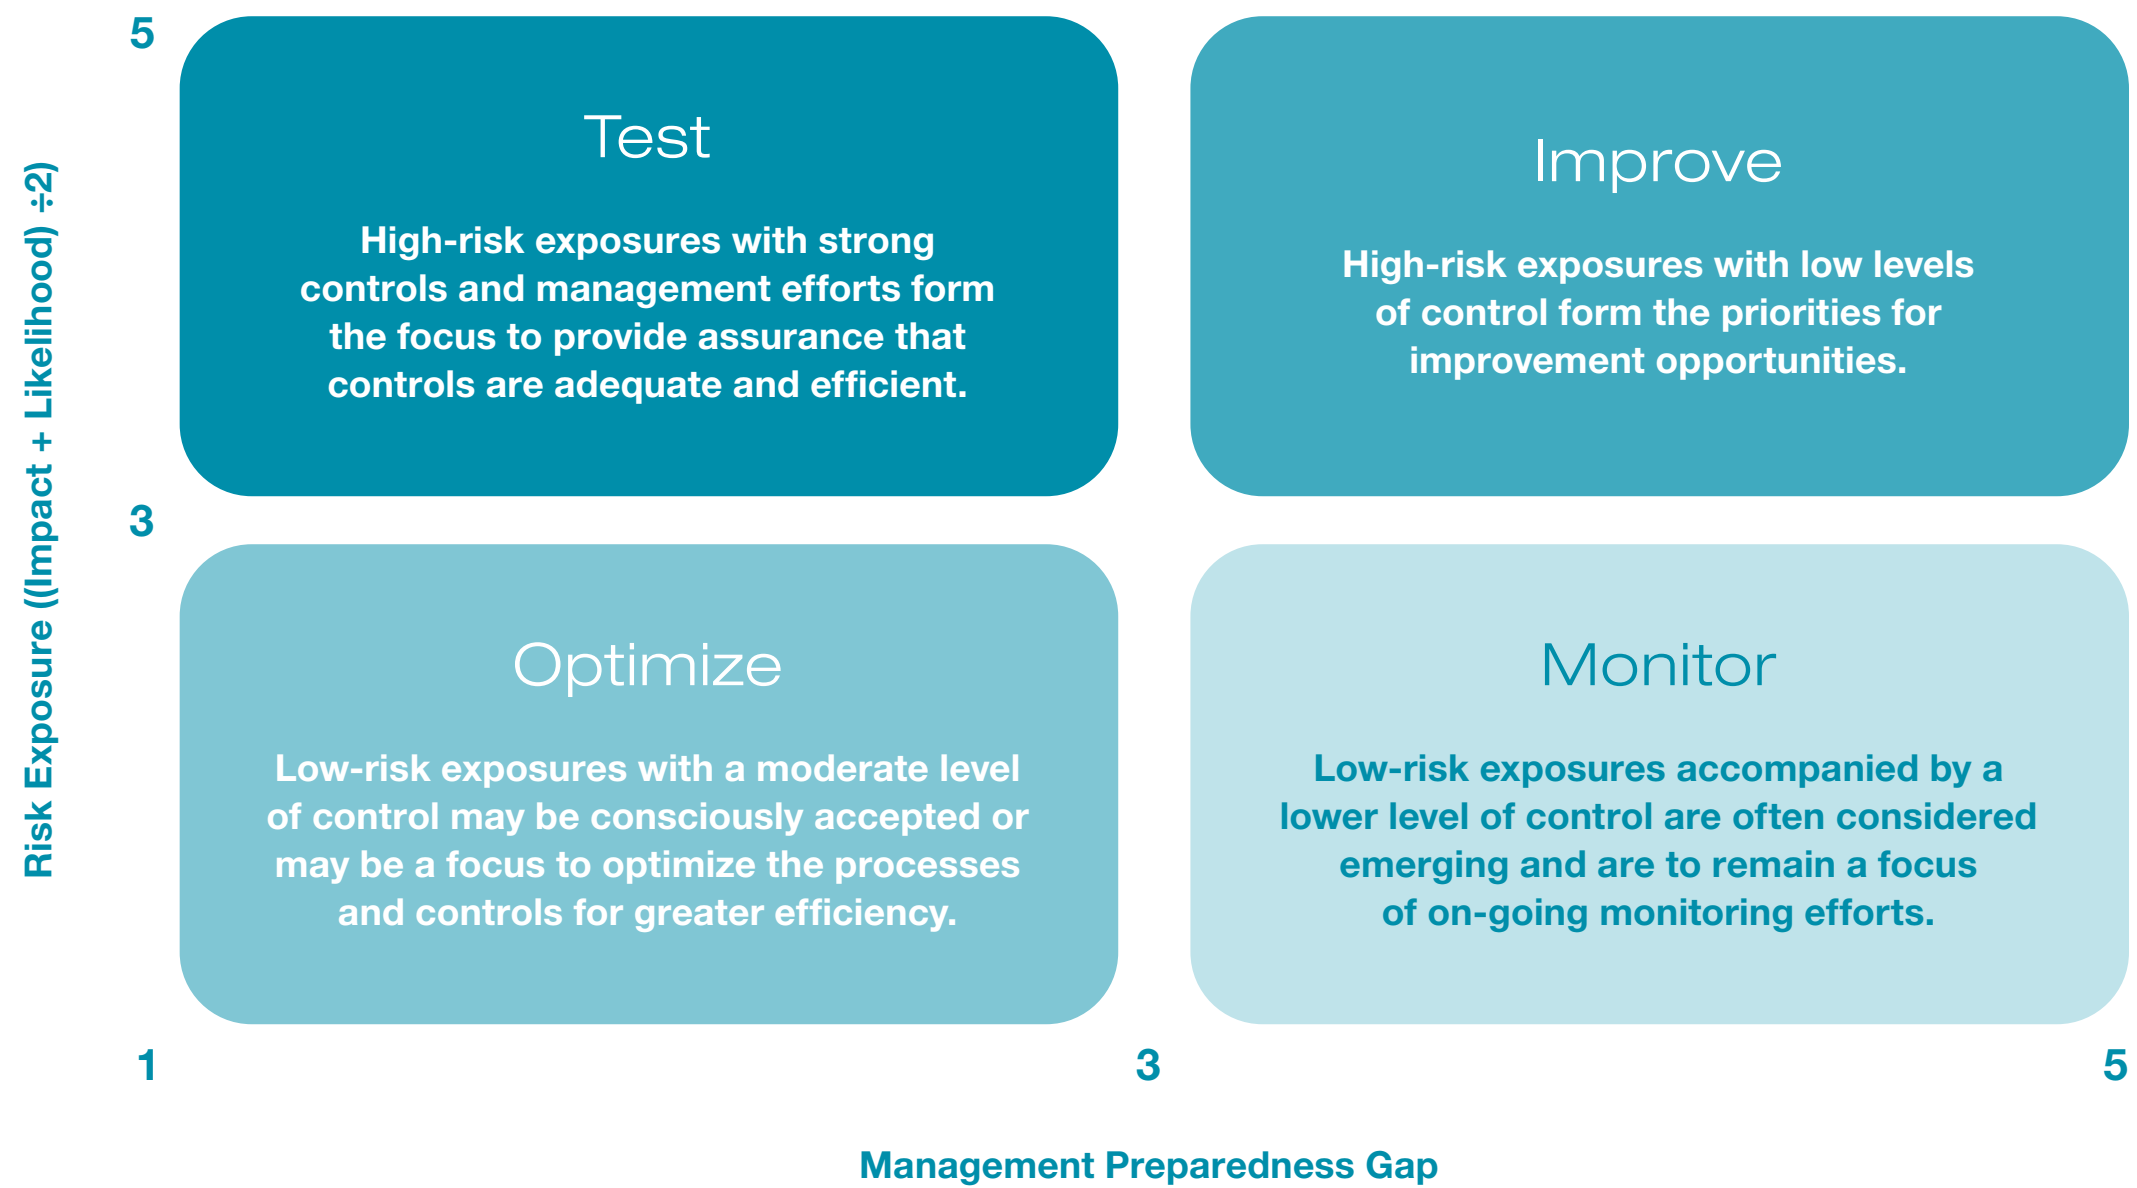 Risk Exposure ((Impact + Likelihood) ÷2)
5
Test
High-risk exposures with strong
controls and management efforts form
the focus to provide assurance that
controls are adequate and efficient.
Improve
High-risk exposures with low levels
of control form the priorities for
improvement opportunities.
3
Optimize
Low-risk exposures with a moderate level
of control may be consciously accepted or
may be a focus to optimize the processes
and controls for greater efficiency.
Monitor
Low-risk exposures accompanied by a
lower level of control are often considered
emerging and are to remain a focus
of on-going monitoring efforts.
1
3
5
Management Preparedness Gap